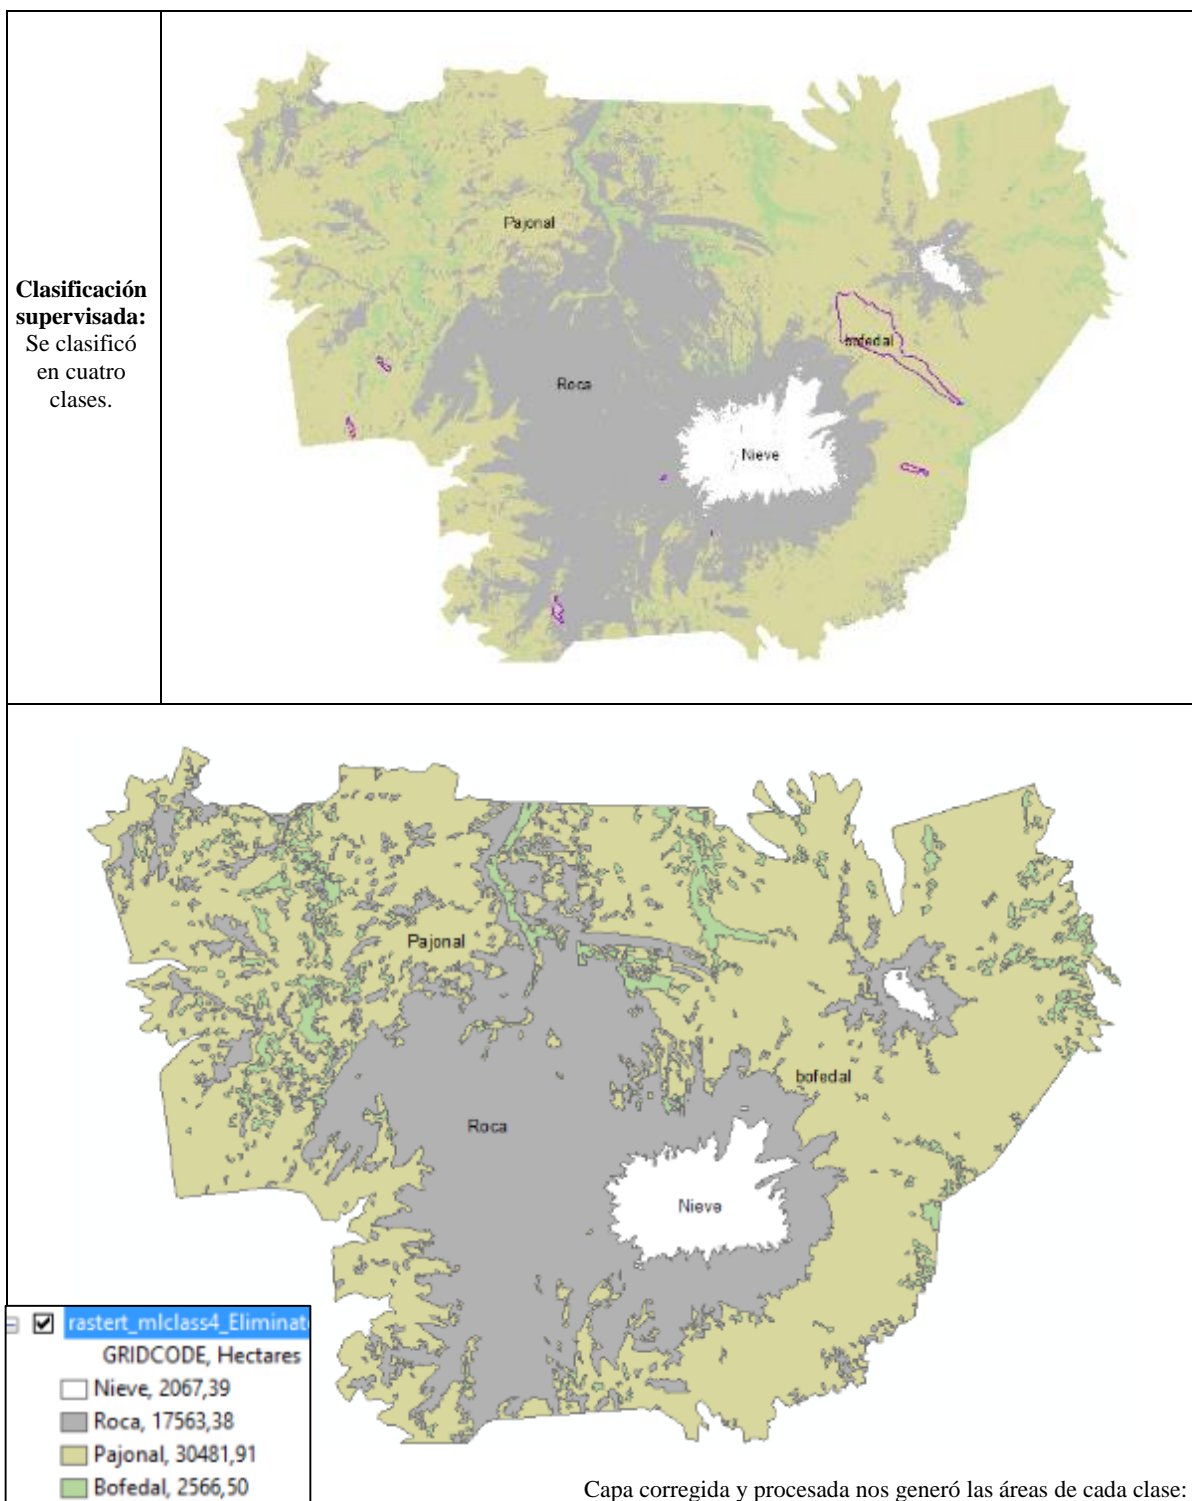 Clasificación
supervisada:
Se clasificó
en cuatro
clases.
Pajonal
bofedal
Roca
Nieve
Pajonal
bofedal
Roca
Nieve
rastert_mlclass4_Eliminat
GRIDCODE, Hectares
Nieve, 2067,39
Roca, 17563,38
Pajonal, 30481,91
Bofedal, 2566,50
Capa corregida y procesada nos generó las áreas de cada clase: